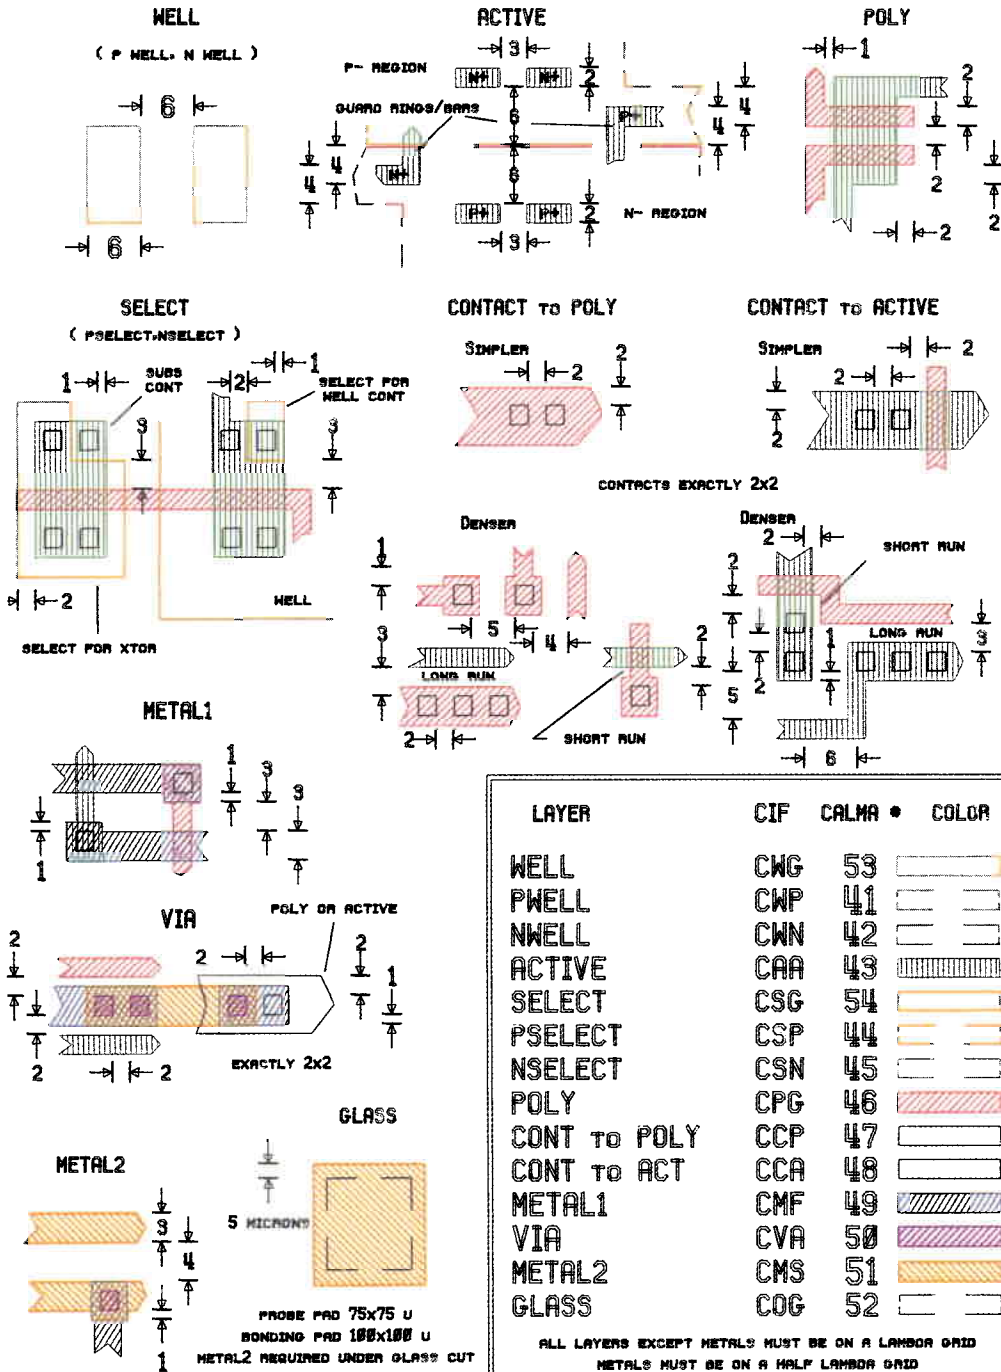 WELL
( P WELL, N WELL )
6
6
ACTIVE
3
P- REGION
N+ N+
2
GUARD RINGS/BARS
6
P+
4
4
4
4
N+
6
P+ P+
2
N- REGION
3
POLY
1
2
4
2
2
2
SELECT
( PSELECT,NSELECT )
1
SUBS
CONT
2
1
SELECT FOR
WELL CONT
3
3
2
WELL
SELECT FOR XTOR
CONTACT TO POLY
SIMPLER
2
2
CONTACT TO ACTIVE
SIMPLER
2
2
2
CONTACTS EXACTLY 2x2
DENSER
1
5
4
3
LONG RUN
2
2
SHORT RUN
DENSER
2
SHORT RUN
2
LONG RUN
3
1
2
5
6
METAL1
1
3
3
1
VIA
POLY OR ACTIVE
2
2
2
1
2
2
EXACTLY 2x2
METAL2
3
4
1
GLASS
5 MICRONS
PROBE PAD 75x75 U
BONDING PAD 100x100 U
METAL2 REQUIRED UNDER GLASS CUT
LAYER CIF CALMA # COLOR
WELL CWG 53
PWELL CWP 41
NWELL CWN 42
ACTIVE CAA 43
SELECT CSG 54
PSELECT CSP 44
NSELECT CSN 45
POLY CPG 46
CONT TO POLY CCP 47
CONT TO ACT CCA 48
METAL1 CMF 49
VIA CVA 50
METAL2 CMS 51
GLASS COG 52
ALL LAYERS EXCEPT METALS MUST BE ON A LAMBDA GRID
METALS MUST BE ON A HALF LAMBDA GRID